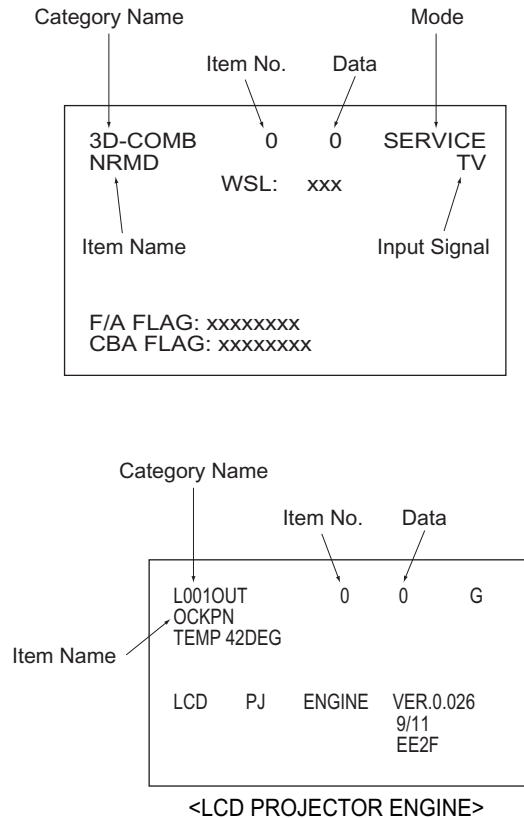 Category Name Mode
Item No. Data
3D-COMB 0 0 SERVICE
NRMD TV
WSL: xxx
Item Name Input Signal
F/A FLAG: xxxxxxxx
CBA FLAG: xxxxxxxx
Category Name
Item No. Data
L001OUT 0 0 G
OCKPN
TEMP 42DEG
Item Name
LCD PJ ENGINE VER.0.026
9/11
EE2F
<LCD PROJECTOR ENGINE>